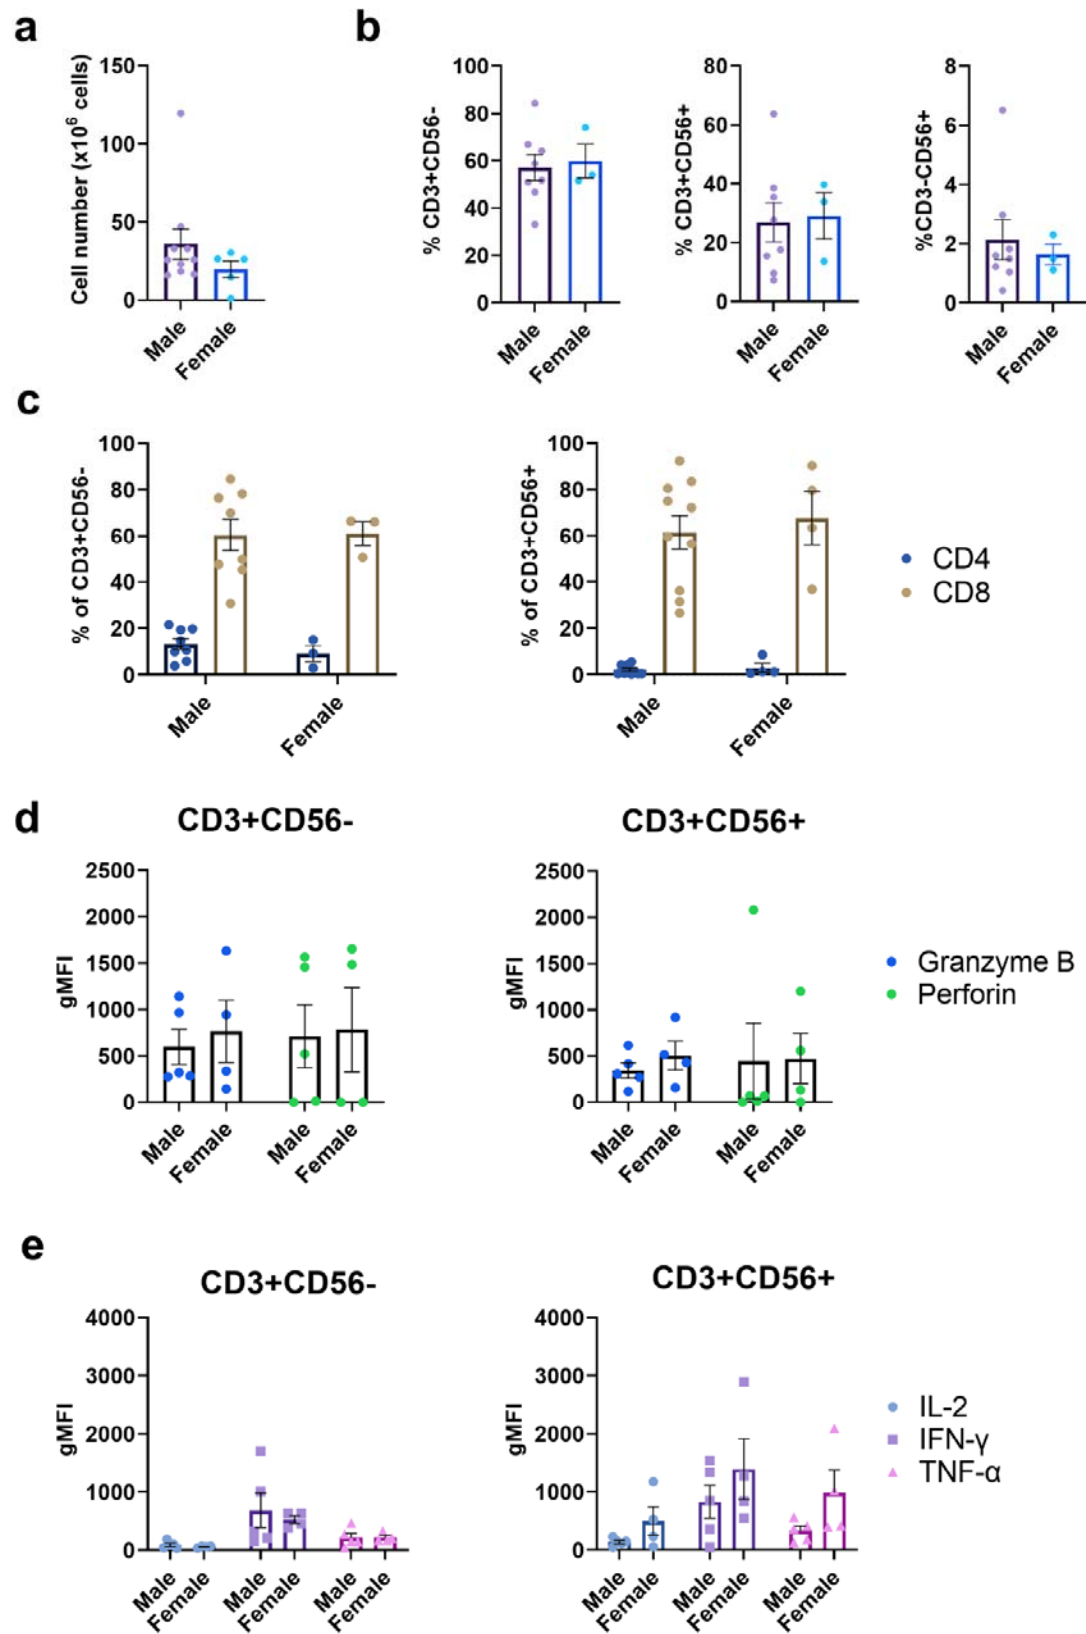 a
b
Cell number (x10⁶ cells)
150
100
50
0
Male
Female
% CD3+CD56-
100
80
60
40
20
0
Male
Female
% CD3+CD56+
80
60
40
20
0
Male
Female
%CD3-CD56+
8
6
4
2
0
Male
Female
c
% of CD3+CD56-
100
80
60
40
20
0
Male
Female
% of CD3+CD56+
100
80
60
40
20
0
Male
Female
CD4
CD8
d
CD3+CD56-
gMFI
2500
2000
1500
1000
500
0
Male
Female
Male
Female
CD3+CD56+
gMFI
2500
2000
1500
1000
500
0
Male
Female
Male
Female
Granzyme B
Perforin
e
CD3+CD56-
gMFI
4000
3000
2000
1000
0
Male
Female
Male
Female
Male
Female
CD3+CD56+
gMFI
4000
3000
2000
1000
0
Male
Female
Male
Female
Male
Female
IL-2
IFN-γ
TNF-α